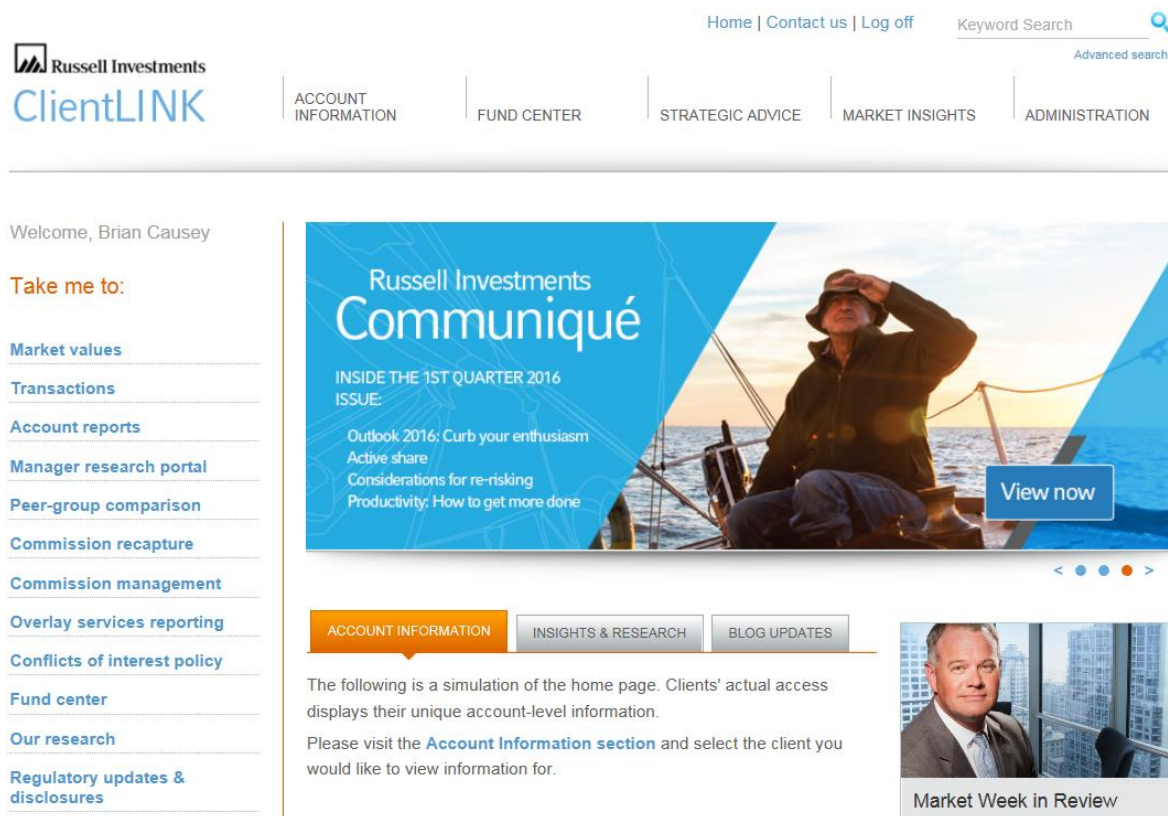 Home | Contact us | Log off
Keyword Search
Advanced search
Russell Investments
ClientLINK
ACCOUNT
INFORMATION
FUND CENTER
STRATEGIC ADVICE
MARKET INSIGHTS
ADMINISTRATION
Welcome, Brian Causey
Take me to:
Market values
Transactions
Account reports
Manager research portal
Peer-group comparison
Commission recapture
Commission management
Overlay services reporting
Conflicts of interest policy
Fund center
Our research
Regulatory updates &
disclosures
Russell Investments
Communiqué
INSIDE THE 1ST QUARTER 2016
ISSUE:
Outlook 2016: Curb your enthusiasm
Active share
Considerations for re-risking
Productivity: How to get more done
View now
< >
ACCOUNT INFORMATION
INSIGHTS & RESEARCH
BLOG UPDATES
The following is a simulation of the home page. Clients' actual access
displays their unique account-level information.
Please visit the Account Information section and select the client you
would like to view information for.
Market Week in Review